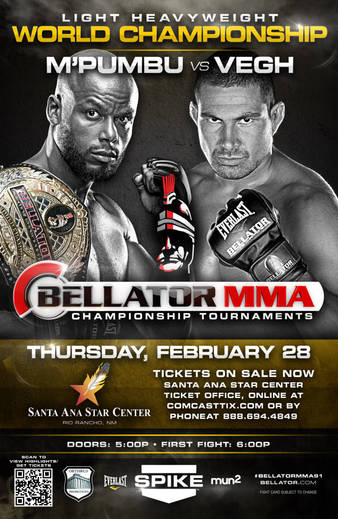 LIGHT HEAVYWEIGHT
WORLD CHAMPIONSHIP
M'PUMBU VS VEGH
BELLATOR
EVERLAST
BELLATOR
BELLATOR MMA
CHAMPIONSHIP TOURNAMENTS
THURSDAY, FEBRUARY 28
SANTA ANA STAR CENTER
RIO RANCHO, NM
TICKETS ON SALE NOW
SANTA ANA STAR CENTER
TICKET OFFICE, ONLINE AT
COMCASTTIX.COM OR BY
PHONEAT 888.694.4849
DOORS: 5:00P • FIRST FIGHT: 6:00P
SCAN TO
VIEW HIGHLIGHTS/
GET TICKETS
EVERLAST
SPIKE
mun2
#BELLATORMMA91
BELLATOR.COM
FIGHT CARD SUBJECT TO CHANGE